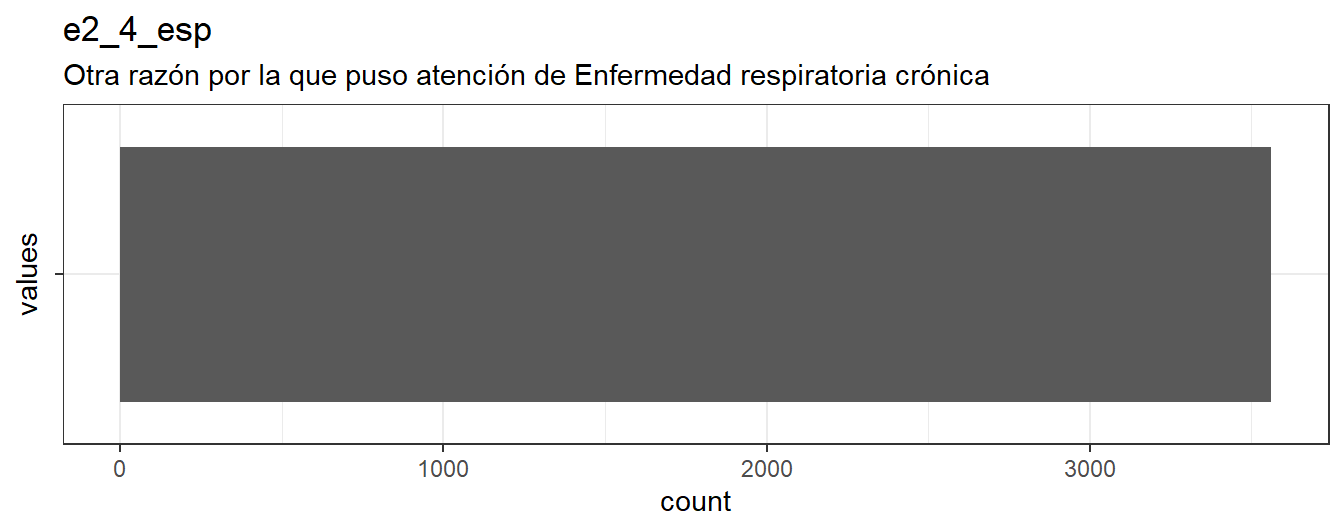 e2_4_esp
Otra razón por la que puso atención de Enfermedad respiratoria crónica
values
0 1000 2000 3000
count